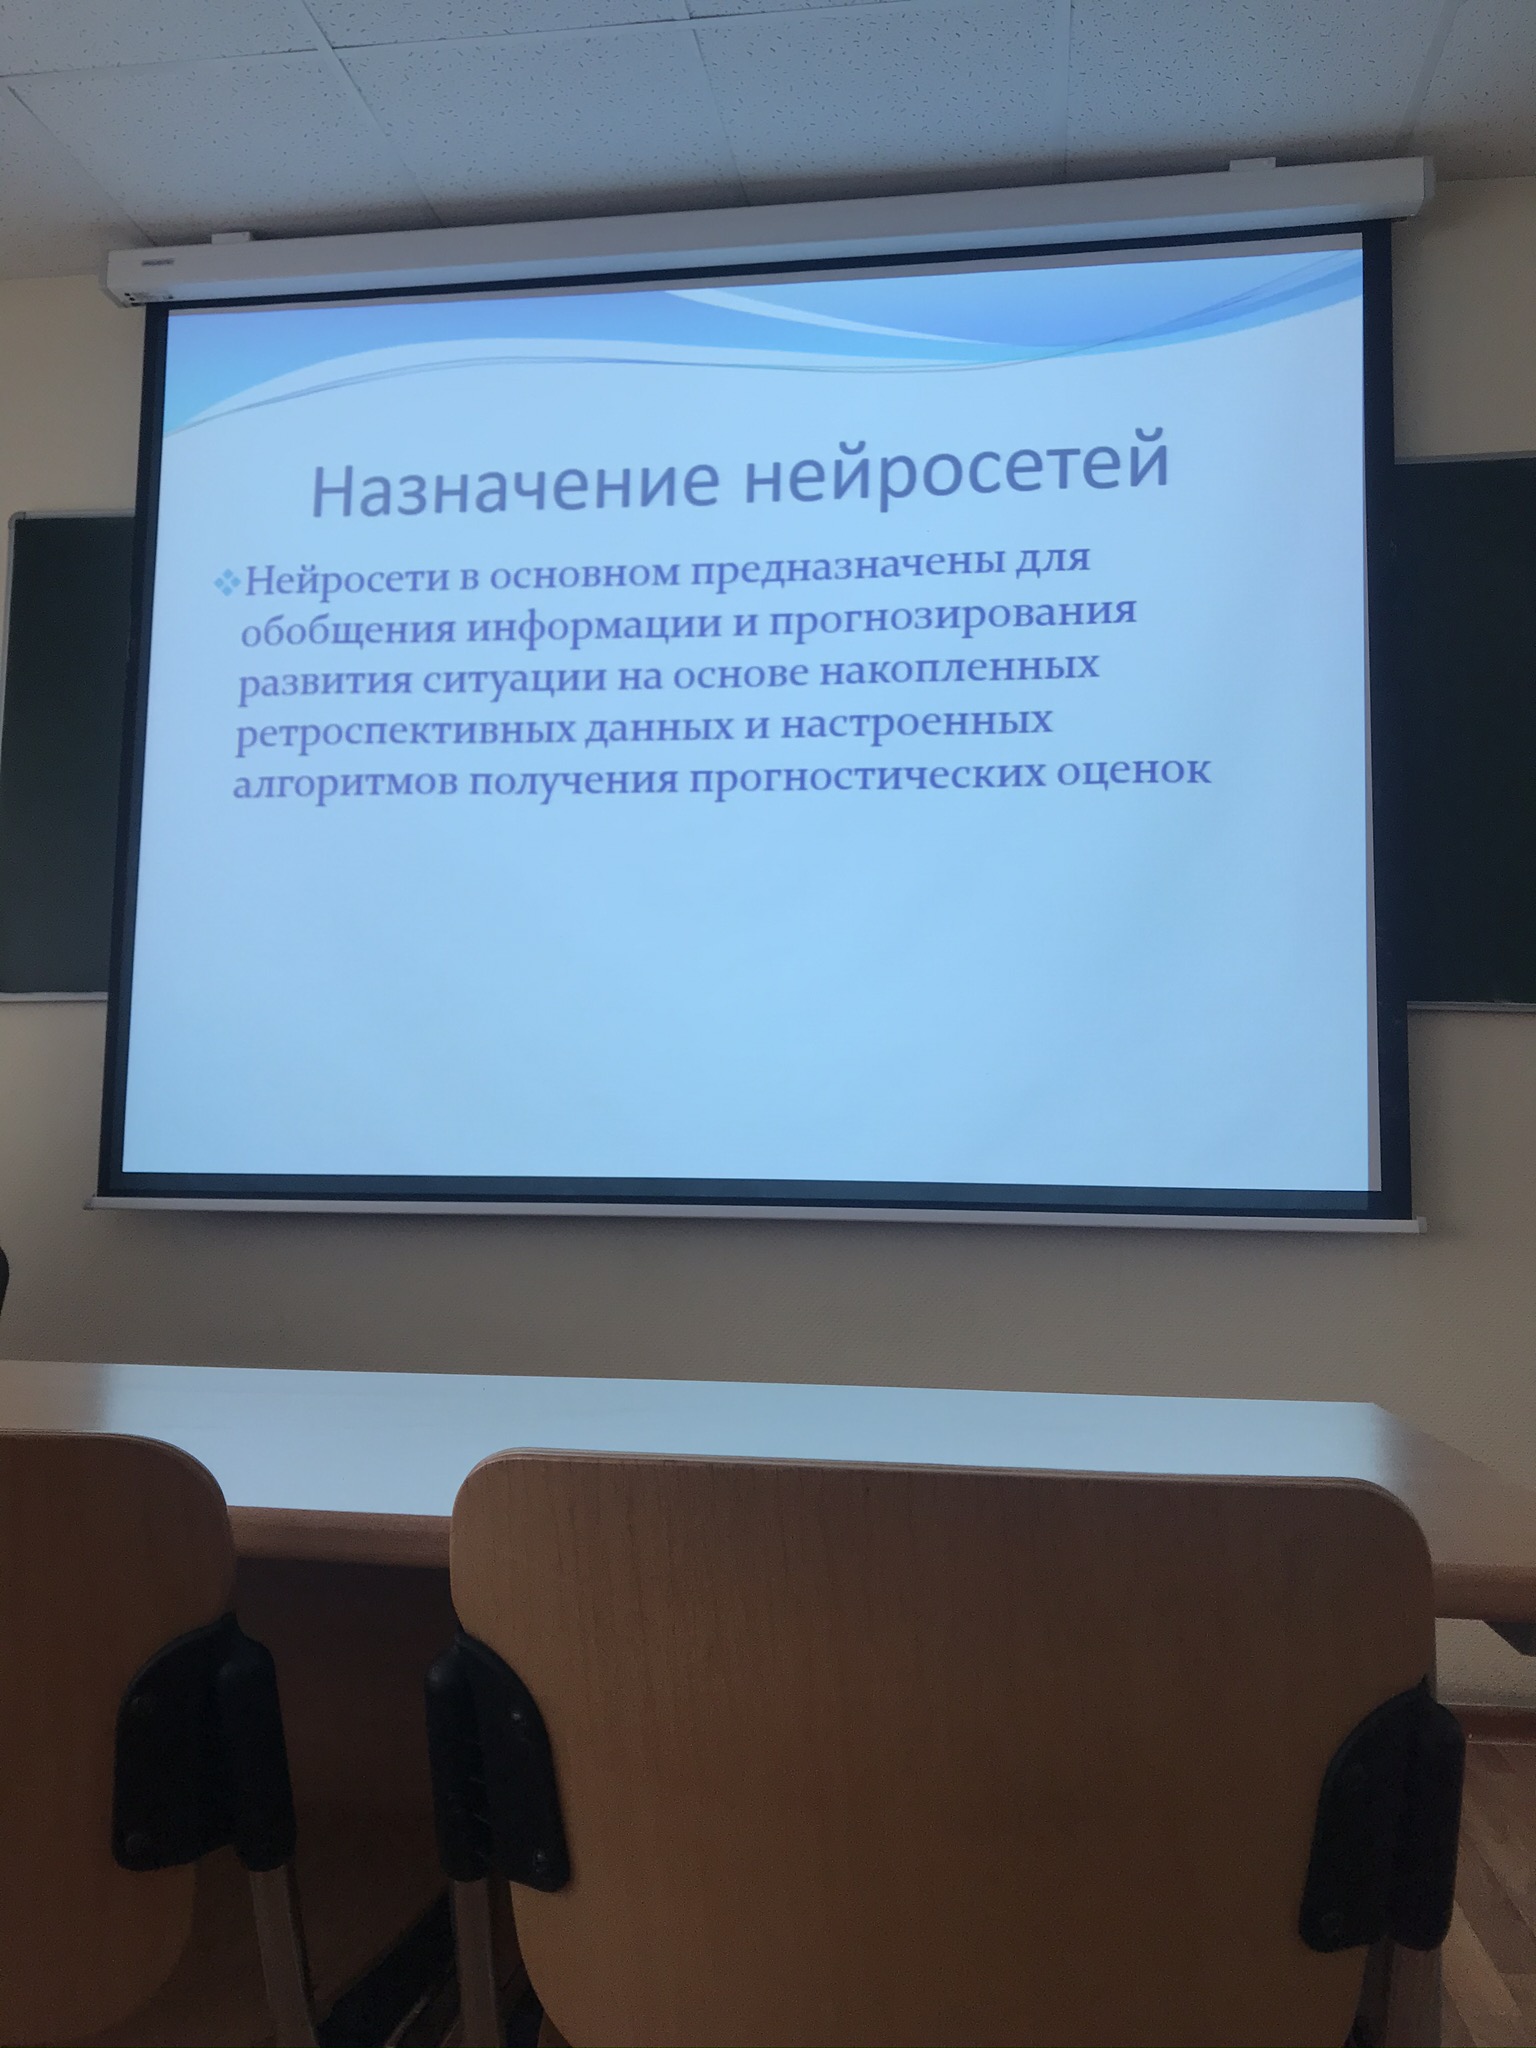 Назначение нейросетей
Нейросети в основном предназначены для
обобщения информации и прогнозирования
развития ситуации на основе накопленных
ретроспективных данных и настроенных
алгоритмов получения прогностических оценок